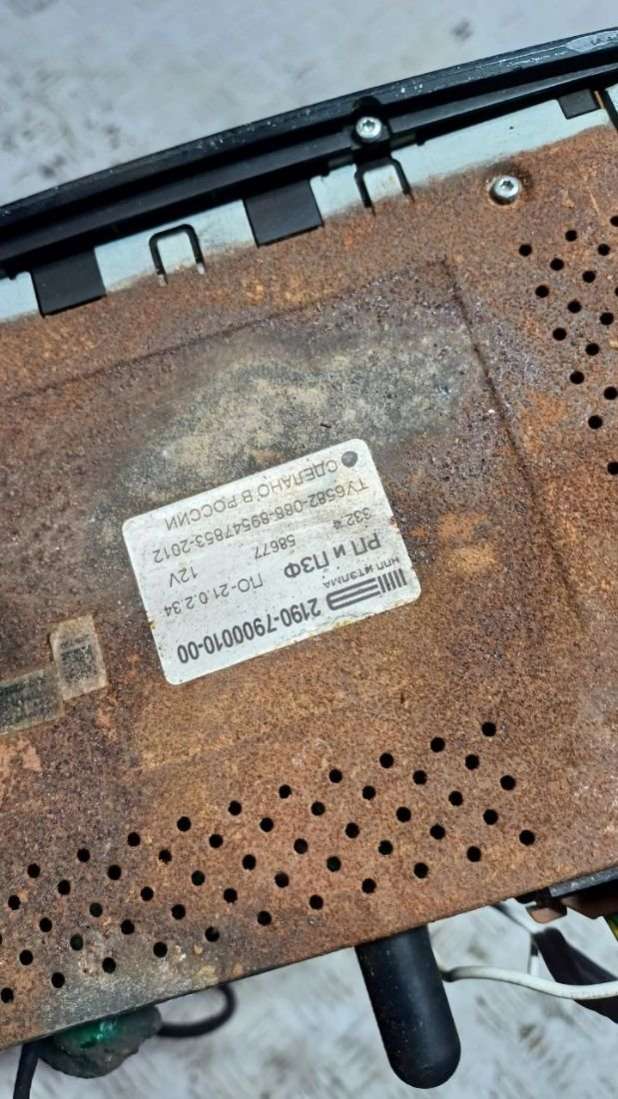 2190-7900010-00
НПП ИТЭЛМА
РП и ПЗФ ПО-21.0.2.34
332 58677 12V
ТУ6582-086-89547853-2012
СДЕЛАНО В РОССИИ